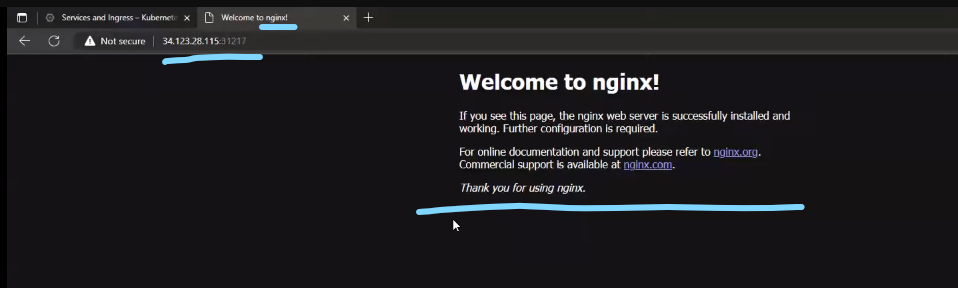 Services and Ingress – Kubernete
Welcome to nginx!
Not secure
34.123.28.115:31217
Welcome to nginx!
If you see this page, the nginx web server is successfully installed and
working. Further configuration is required.
For online documentation and support please refer to nginx.org.
Commercial support is available at nginx.com.
Thank you for using nginx.